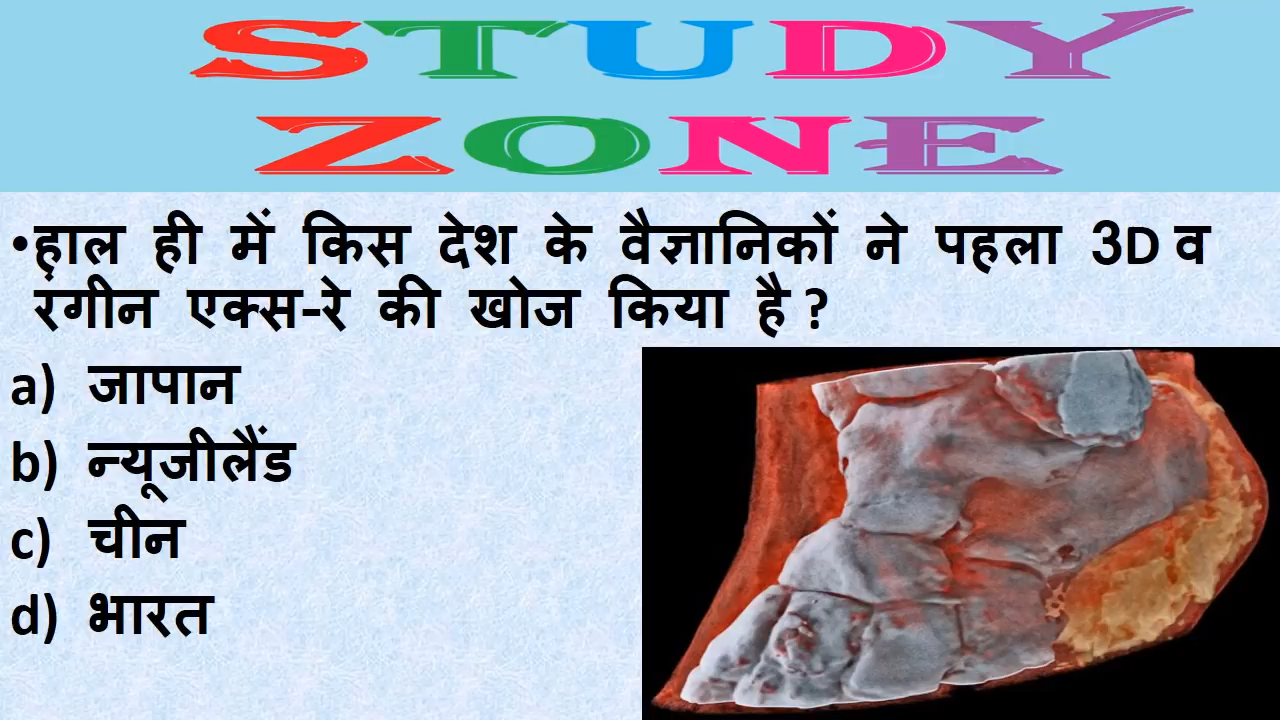 STUDY
ZONE
•हाल ही में किस देश के वैज्ञानिकों ने पहला 3D व
रंगीन एक्स-रे की खोज किया है ?
a) जापान
b) न्यूजीलैंड
c) चीन
d) भारत